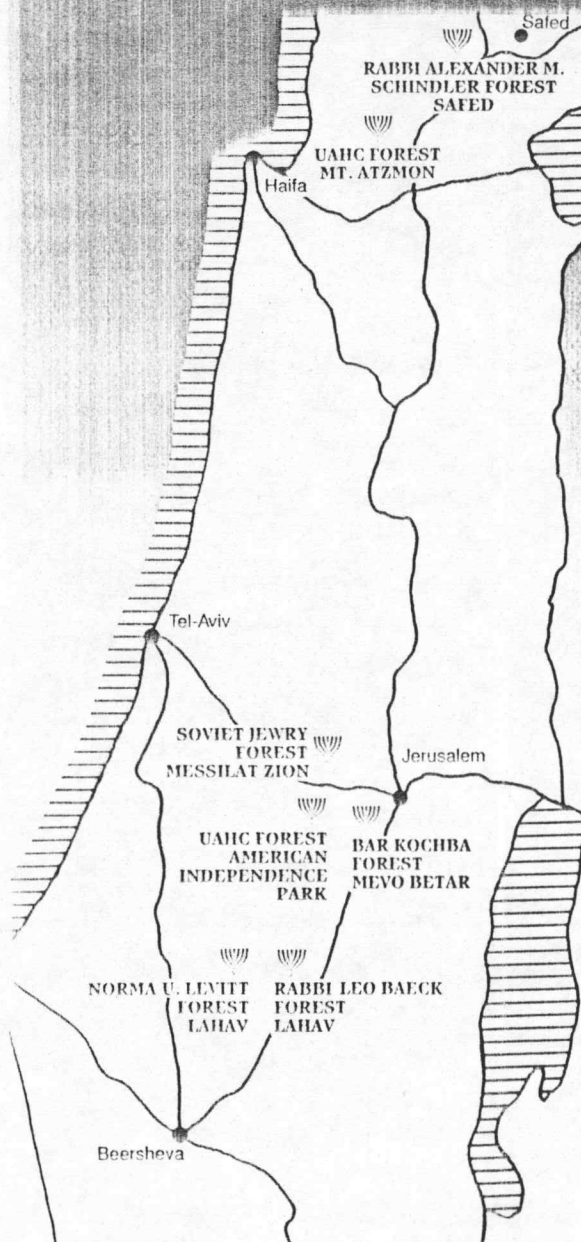 Safed
RABBI ALEXANDER M.
SCHINDLER FOREST
SAFED
UAHC FOREST
MT. ATZMON
Haifa
Tel-Aviv
SOVIET JEWRY
FOREST
MESSILAT ZION
Jerusalem
UAHC FOREST
AMERICAN
INDEPENDENCE
PARK
BAR KOCHBA
FOREST
MEVO BETAR
NORMA U. LEVITT
FOREST
LAHAV
RABBI LEO BAECK
FOREST
LAHAV
Beersheva